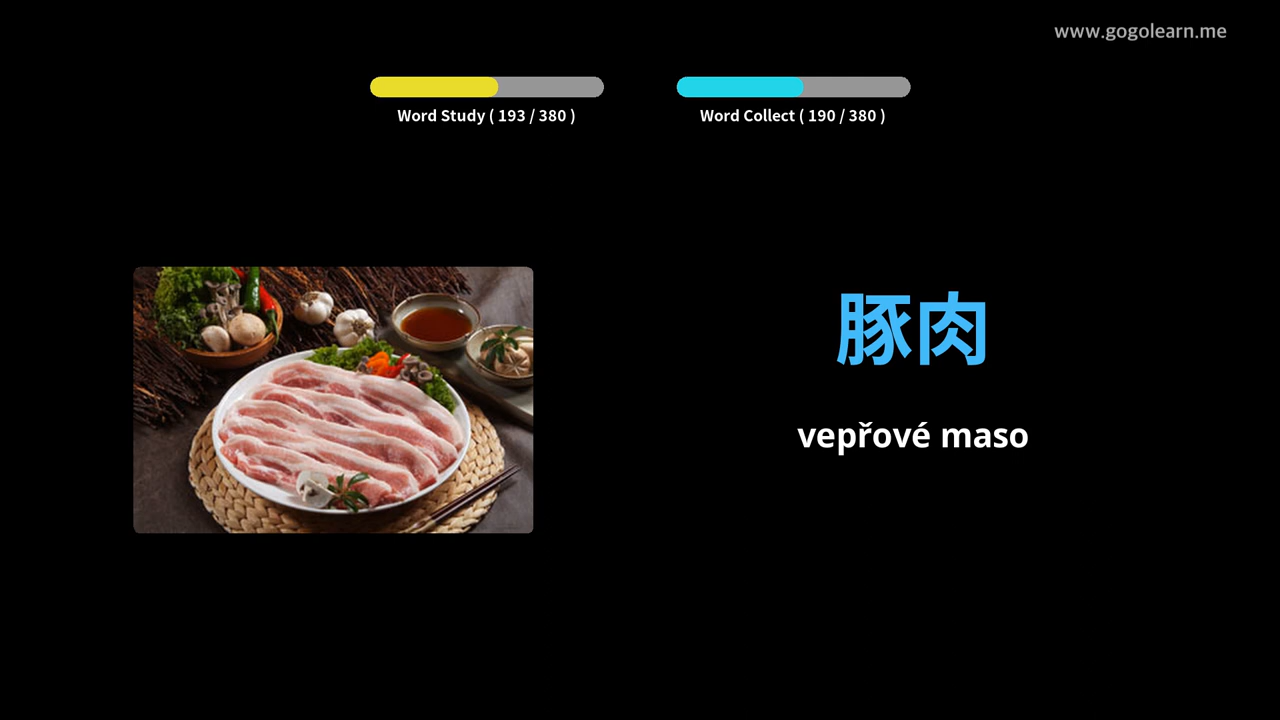 www.gogolearn.me
Word Study ( 193 / 380 )
Word Collect ( 190 / 380 )
豚肉
vepřové maso